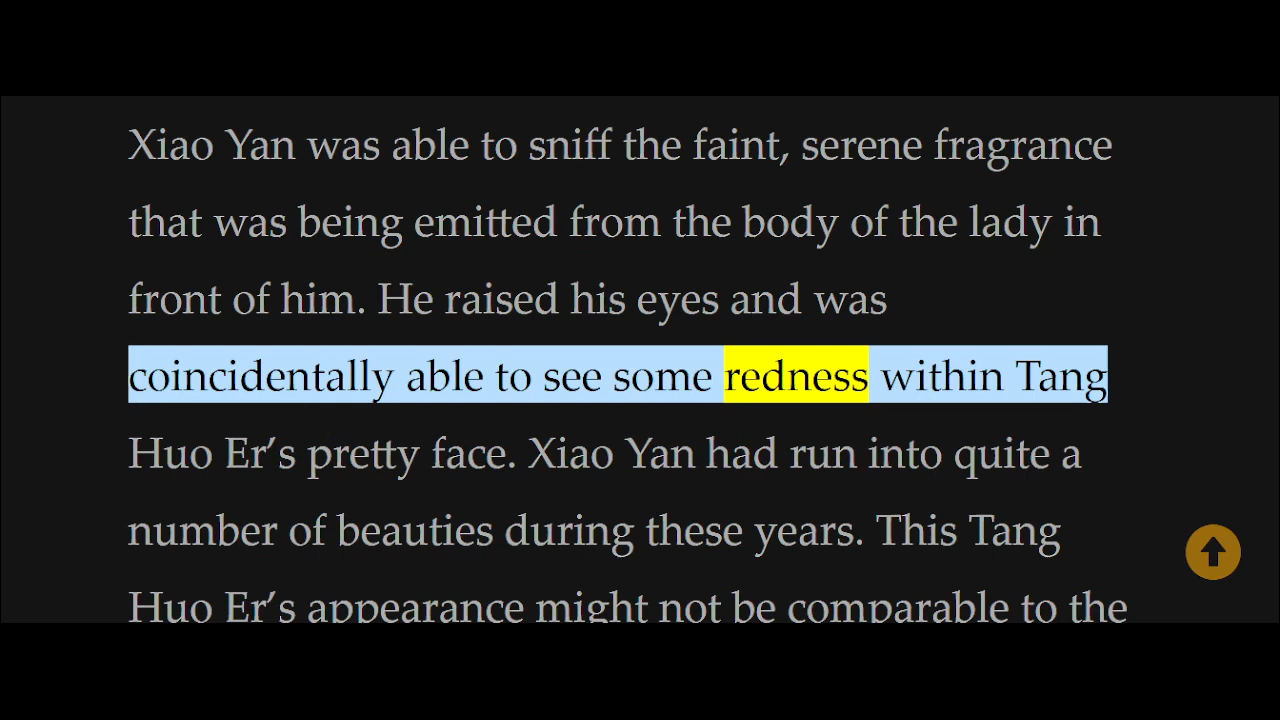 Xiao Yan was able to sniff the faint, serene fragrance
that was being emitted from the body of the lady in
front of him. He raised his eyes and was
coincidentally able to see some redness within Tang
Huo Er’s pretty face. Xiao Yan had run into quite a
number of beauties during these years. This Tang
Huo Er’s appearance might not be comparable to the